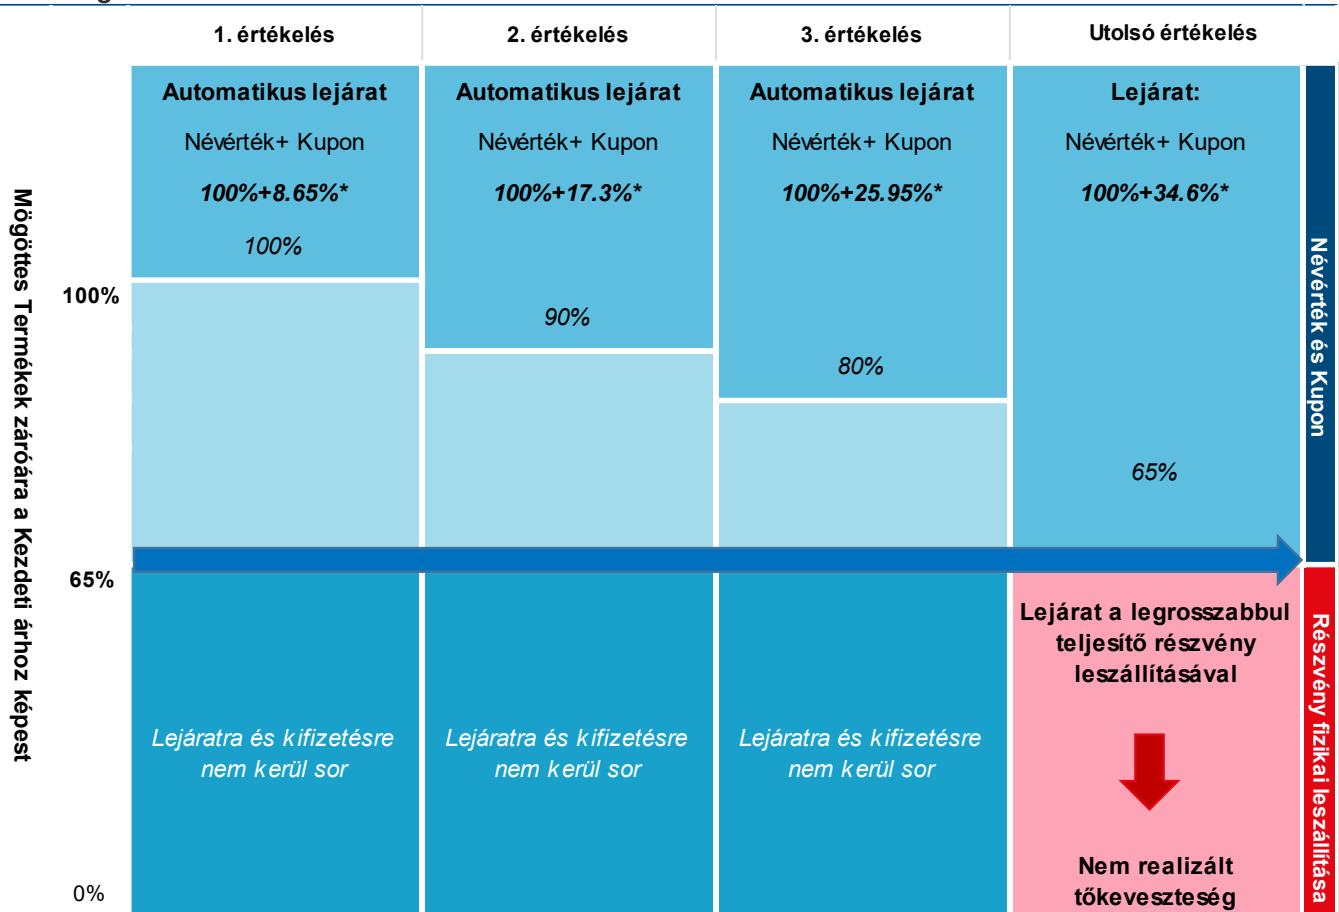 1. értékelés
2. értékelés
3. értékelés
Utolsó értékelés
Automatikus lejárat
Névérték+ Kupon
100%+8.65%*
100%
Automatikus lejárat
Névérték+ Kupon
100%+17.3%*
90%
Automatikus lejárat
Névérték+ Kupon
100%+25.95%*
80%
Lejárat:
Névérték+ Kupon
100%+34.6%*
65%
Mögöttes Termékek záróára a Kezdeti árhoz képest
100%
65%
0%
Lejáratra és kifizetésre
nem kerül sor
Lejáratra és kifizetésre
nem kerül sor
Lejáratra és kifizetésre
nem kerül sor
Lejárat a legrosszabbul
teljesítő részvény
leszállításával
Nem realizált
tőkeveszteség
Névérték és Kupon
Részvény fizikai leszállítása